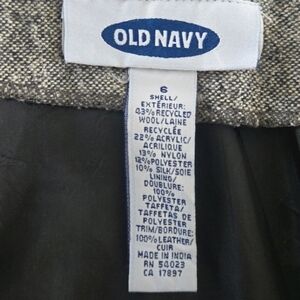 OLD NAVY
6
SHELL/
EXTÉRIEUR:
43% RECYCLED
WOOL/LAINE
RECYCLÉE
22% ACRYLIC/
ACRILIQUE
13% NYLON
12% POLYESTER
10% SILK/SOIE
LINING/
DOUBLURE:
100%
POLYESTER
TAFFETA/
TAFFETAS DE
POLYESTER
TRIM/BORDURE:
100% LEATHER/
CUIR
MADE IN INDIA
RN 54023
CA 17897